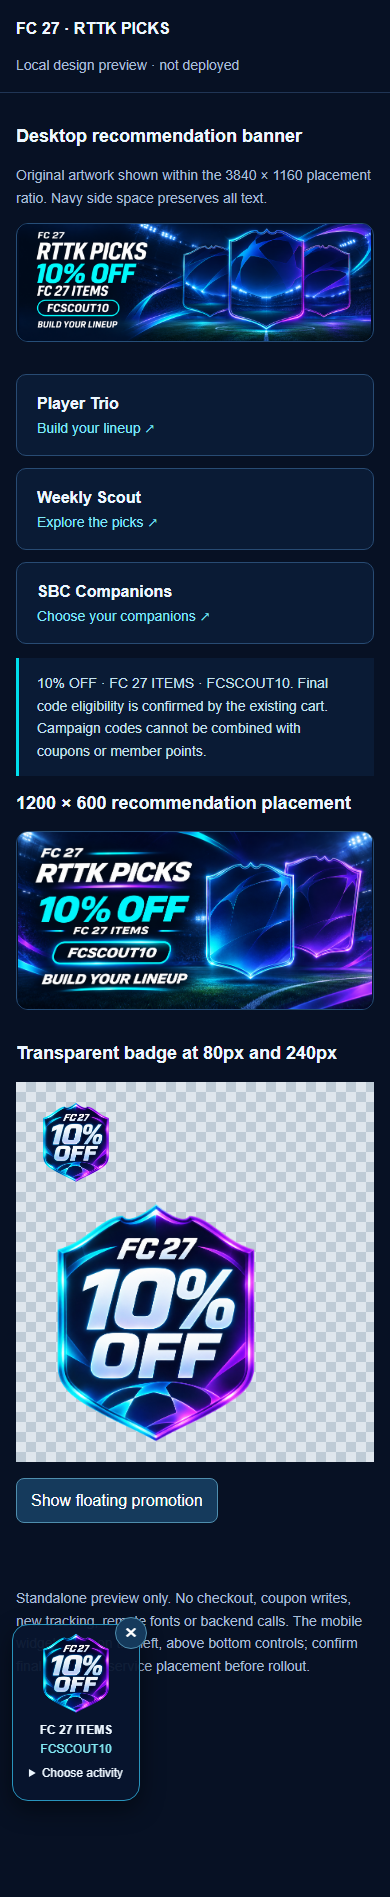 FC 27 · RTTK PICKS
Local design preview · not deployed
Desktop recommendation banner
Original artwork shown within the 3840 × 1160 placement
ratio. Navy side space preserves all text.
FC 27
RTTK PICKS
10% OFF
FC 27 ITEMS
FCSCOUT10
BUILD YOUR LINEUP
Player Trio
Build your lineup ↗
Weekly Scout
Explore the picks ↗
SBC Companions
Choose your companions ↗
10% OFF · FC 27 ITEMS · FCSCOUT10. Final
code eligibility is confirmed by the existing cart.
Campaign codes cannot be combined with
coupons or member points.
1200 × 600 recommendation placement
FC 27
RTTK PICKS
10% OFF
FC 27 ITEMS
FCSCOUT10
BUILD YOUR LINEUP
Transparent badge at 80px and 240px
FC 27
10%
OFF
FC 27
10%
OFF
Show floating promotion
Standalone preview only. No checkout, coupon writes,
new tracking, remote fonts or backend calls. The mobile
left, above bottom controls; confirm
service placement before rollout.
×
FC 27
10%
OFF
FC 27 ITEMS
FCSCOUT10
▶ Choose activity